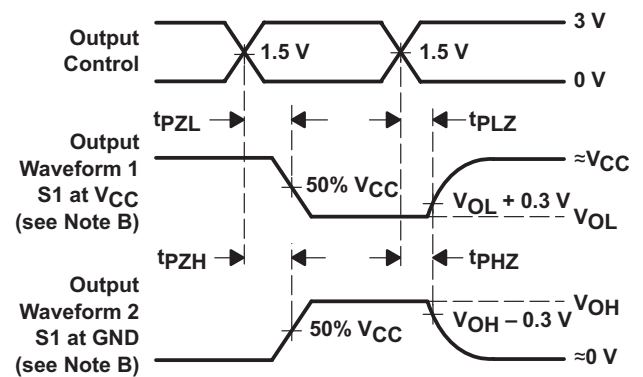 Output
Control
1.5 V
1.5 V
3 V
0 V
tPZL
tPLZ
Output
Waveform 1
S1 at VCC
(see Note B)
50% VCC
≈VCC
VOL + 0.3 V
VOL
tPZH
tPHZ
Output
Waveform 2
S1 at GND
(see Note B)
50% VCC
VOH
VOH – 0.3 V
≈0 V